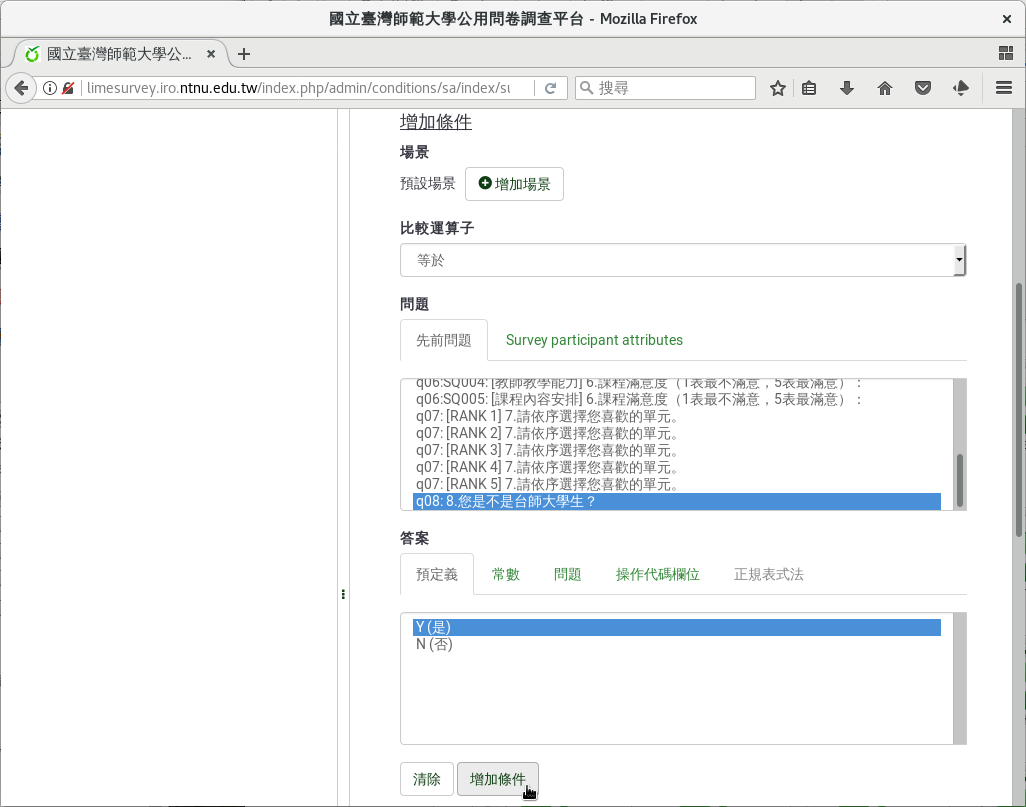 國立臺灣師範大學公用問卷調查平台 - Mozilla Firefox
國立臺灣師範大學公...
limesurvey.iro.ntnu.edu.tw/index.php/admin/conditions/sa/index/su
搜尋
增加條件
場景
預設場景
增加場景
比較運算子
等於
問題
先前問題
Survey participant attributes
q06:SQ004: [教師教學能力] 6.課程滿意度（1表最不滿意，5表最滿意）：
q06:SQ005: [課程內容安排] 6.課程滿意度（1表最不滿意，5表最滿意）：
q07: [RANK 1] 7.請依序選擇您喜歡的單元。
q07: [RANK 2] 7.請依序選擇您喜歡的單元。
q07: [RANK 3] 7.請依序選擇您喜歡的單元。
q07: [RANK 4] 7.請依序選擇您喜歡的單元。
q07: [RANK 5] 7.請依序選擇您喜歡的單元。
q08: 8.您是不是台師大學生？
答案
預定義
常數
問題
操作代碼欄位
正規表式法
Y (是)
N (否)
清除
增加條件